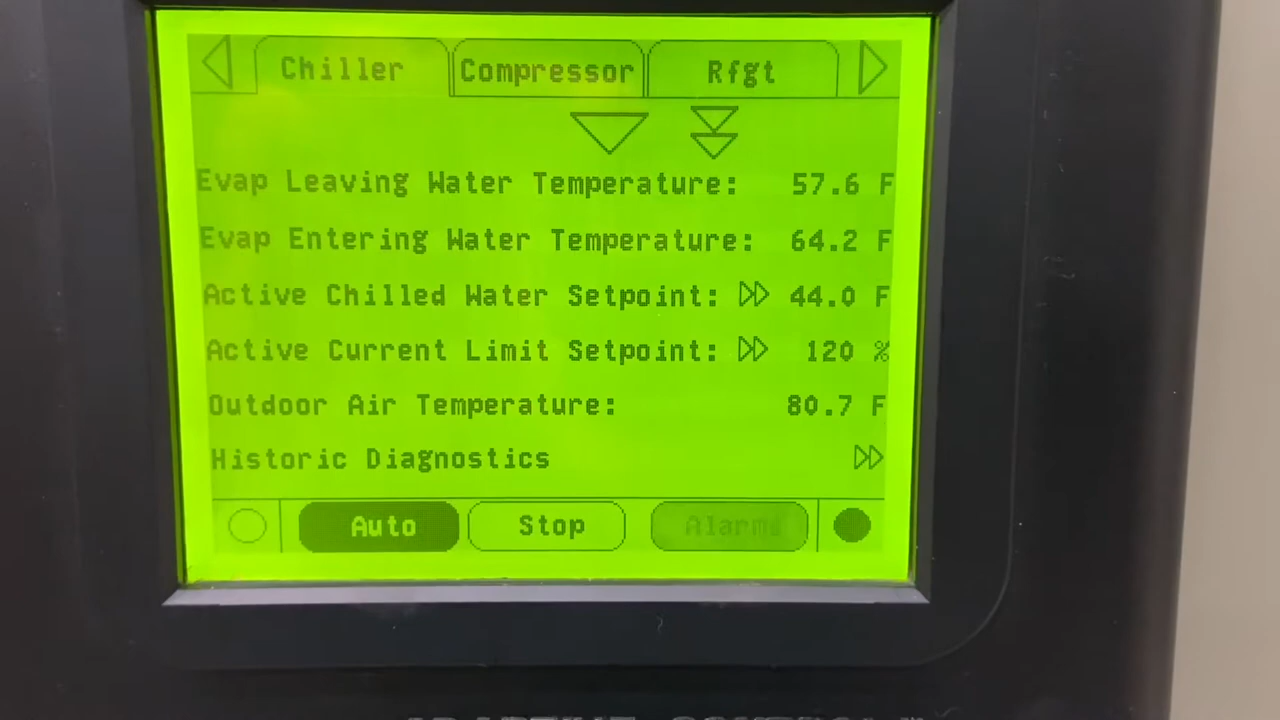 Chiller Compressor Rfgt
Evap Leaving Water Temperature: 57.6 F
Evap Entering Water Temperature: 64.2 F
Active Chilled Water Setpoint: 44.0 F
Active Current Limit Setpoint: 120 %
Outdoor Air Temperature: 80.7 F
Historic Diagnostics
Auto Stop Alarms